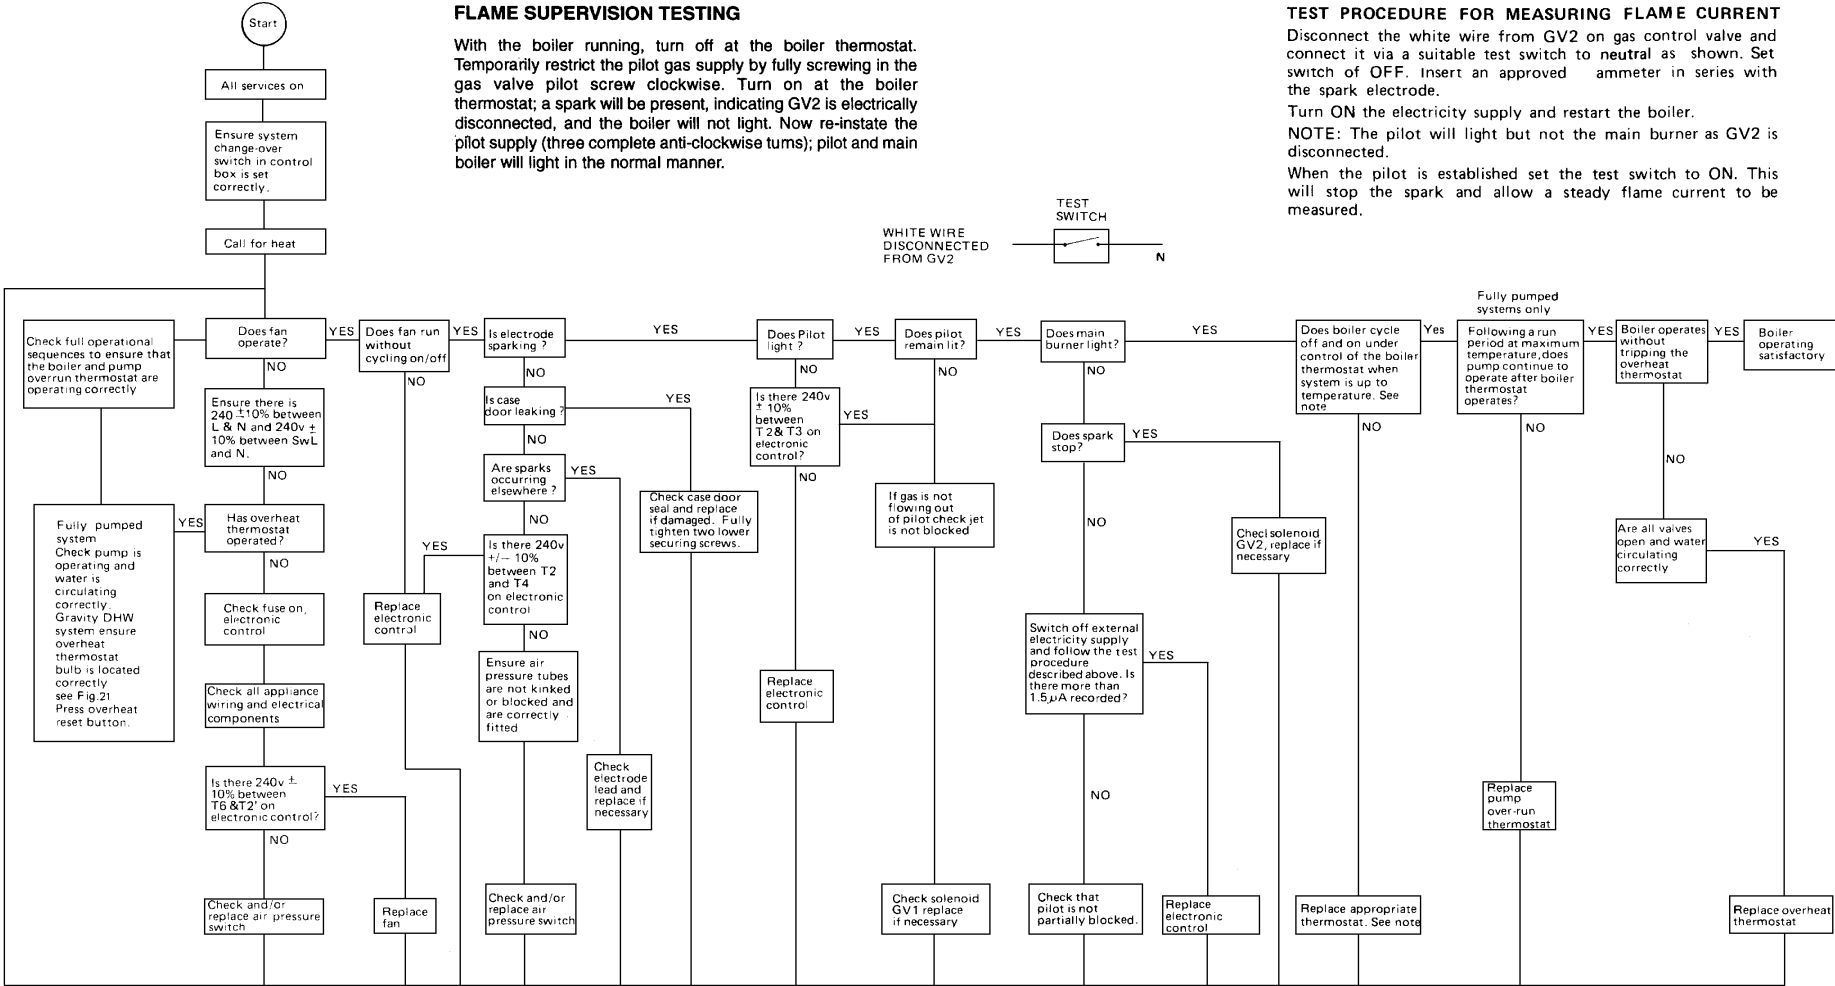 Start
All services on
Ensure system
change-over
switch in control
box is set
correctly.
Call for heat
FLAME SUPERVISION TESTING
With the boiler running, turn off at the boiler thermostat.
Temporarily restrict the pilot gas supply by fully screwing in the
gas valve pilot screw clockwise. Turn on at the boiler
thermostat; a spark will be present, indicating GV2 is electrically
disconnected, and the boiler will not light. Now re-instate the
pilot supply (three complete anti-clockwise turns); pilot and main
boiler will light in the normal manner.
TEST PROCEDURE FOR MEASURING FLAME CURRENT
Disconnect the white wire from GV2 on gas control valve and
connect it via a suitable test switch to neutral as shown. Set
switch of OFF. Insert an approved ammeter in series with
the spark electrode.
Turn ON the electricity supply and restart the boiler.
NOTE: The pilot will light but not the main burner as GV2 is
disconnected.
When the pilot is established set the test switch to ON. This
will stop the spark and allow a steady flame current to be
measured.
TEST
SWITCH
WHITE WIRE
DISCONNECTED
FROM GV2
N
Check full operational
sequences to ensure that
the boiler and pump
overrun thermostat are
operating correctly
Fully pumped
system
Check pump is
operating and
water is
circulating
correctly.
Gravity DHW
system ensure
overheat
thermostat
bulb is located
correctly
see Fig.21
Press overheat
reset button.
YES
Does fan
operate?
YES
NO
Ensure there is
240 ±10% between
L & N and 240v ±
10% between SwL
and N.
NO
Has overheat
thermostat
operated?
NO
Check fuse on,
electronic
control
Check all appliance
wiring and electrical
components
Is there 240v ±
10% between
T6 &T2' on
electronic control?
YES
NO
Check and/or
replace air pressure
switch
Replace
fan
Does fan run
without
cycling on/off
YES
NO
Replace
electronic
control
YES
Is electrode
sparking ?
YES
NO
Is case
door leaking ?
YES
NO
Are sparks
occurring
elsewhere ?
YES
NO
Is there 240v
+/– 10%
between T2
and T4
on electronic
control
NO
Ensure air
pressure tubes
are not kinked
or blocked and
are correctly
fitted
Check and/or
replace air
pressure switch
Check
electrode
lead and
replace if
necessary
Check case door
seal and replace
if damaged. Fully
tighten two lower
securing screws.
Does Pilot
light ?
YES
NO
Is there 240v
± 10%
between
T2& T3 on
electronic
control?
YES
NO
Replace
electronic
control
Does pilot
remain lit?
YES
NO
If gas is not
flowing out
of pilot check jet
is not blocked
Check solenoid
GV1 replace
if necessary
Does main
burner light?
YES
NO
Does spark
stop?
YES
NO
Switch off external
electricity supply
and follow the test
procedure
described above. Is
there more than
1.5µA recorded?
YES
NO
Check that
pilot is not
partially blocked.
Replace
electronic
control
Checl solenoid
GV2, replace if
necessary
Does boiler cycle
off and on under
control of the boiler
thermostat when
system is up to
temperature. See
note
Yes
NO
Replace appropriate
thermostat. See note
Fully pumped
systems only
Following a run
period at maximum
temperature,does
pump continue to
operate after boiler
thermostat
operates?
YES
NO
Replace
pump
over-run
thermostat
Boiler operates
without
tripping the
overheat
thermostat
YES
NO
Are all valves
open and water
circulating
correctly
YES
Replace overheat
thermostat
Boiler
operating
satisfactory